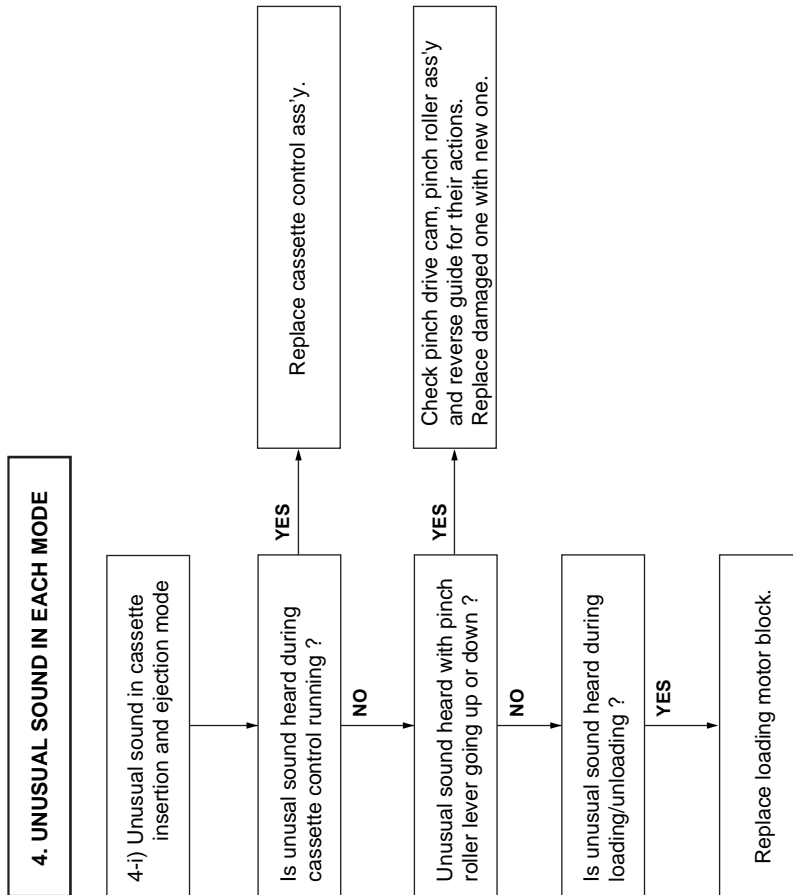 4. UNUSUAL SOUND IN EACH MODE
4-i) Unusual sound in cassette
insertion and ejection mode
Is unusal sound heard during
cassette control running ?
YES
Replace cassette control ass'y.
NO
Unusual sound heard with pinch
roller lever going up or down ?
YES
Check pinch drive cam, pinch roller ass'y
and reverse guide for their actions.
Replace damaged one with new one.
NO
Is unusual sound heard during
loading/unloading ?
YES
Replace loading motor block.